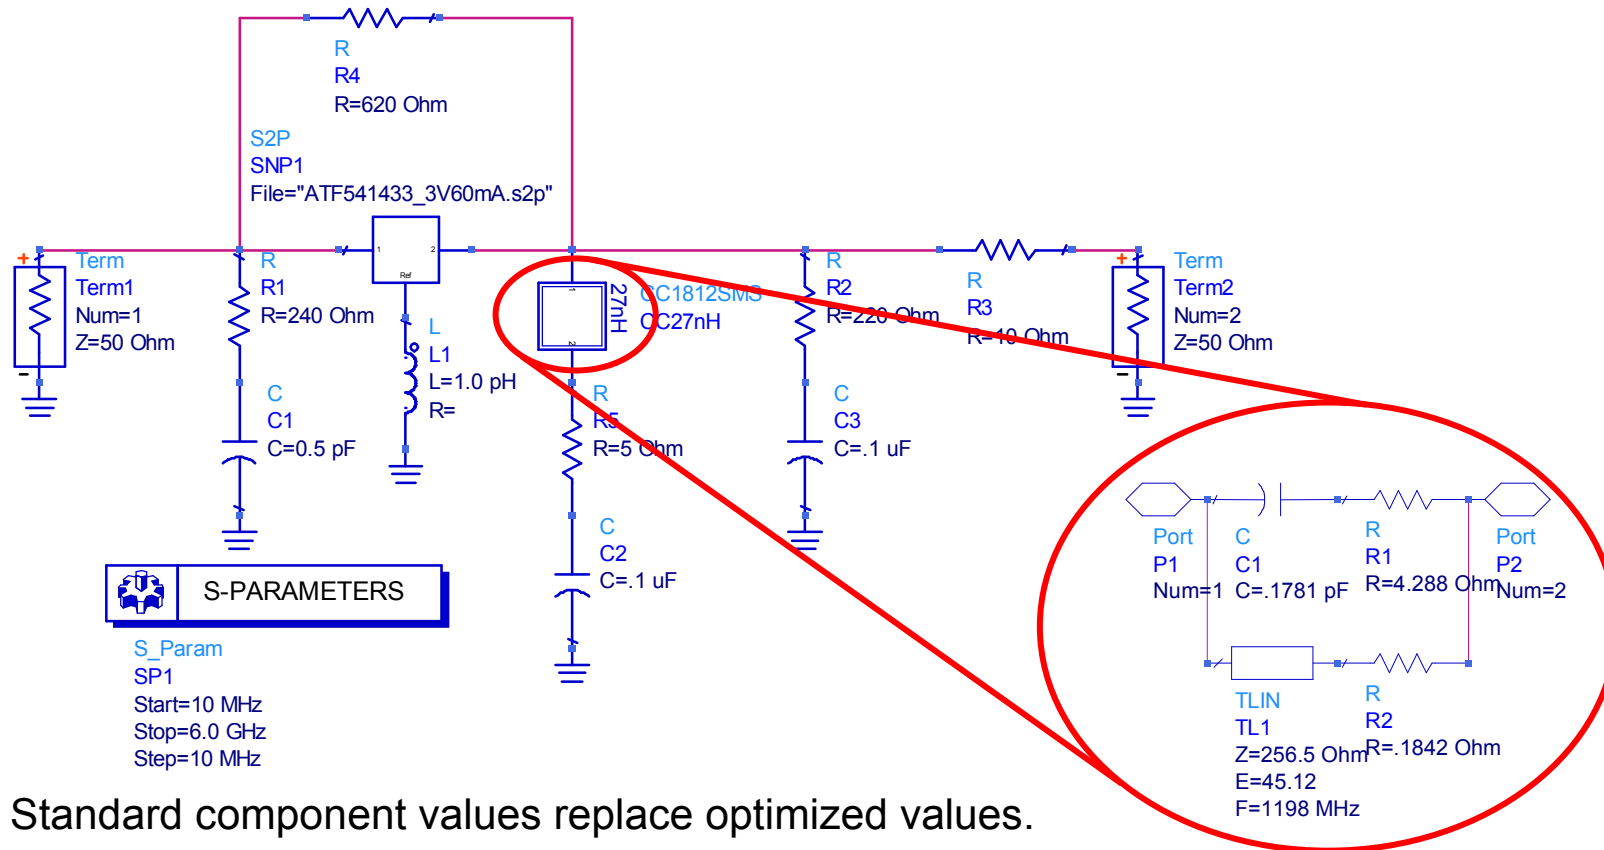 R
R4
R=620 Ohm
S2P
SNP1
File="ATF541433_3V60mA.s2p"
1
2
Ref
+
Term
Term1
Num=1
Z=50 Ohm
-
R
R1
R=240 Ohm
L
L1
L=1.0 pH
R=
C
C1
C=0.5 pF
1
2
27nH
CC1812SMS
CC27nH
R
R5
R=5 Ohm
C
C2
C=.1 uF
R
R2
R=220 Ohm
C
C3
C=.1 uF
R
R3
R=10 Ohm
+
Term
Term2
Num=2
Z=50 Ohm
-
S-PARAMETERS
S_Param
SP1
Start=10 MHz
Stop=6.0 GHz
Step=10 MHz
Port
P1
Num=1
C
C1
C=.1781 pF
R
R1
R=4.288 Ohm
Port
P2
Num=2
TLIN
TL1
Z=256.5 Ohm
E=45.12
F=1198 MHz
R
R2
R=.1842 Ohm
Standard component values replace optimized values.